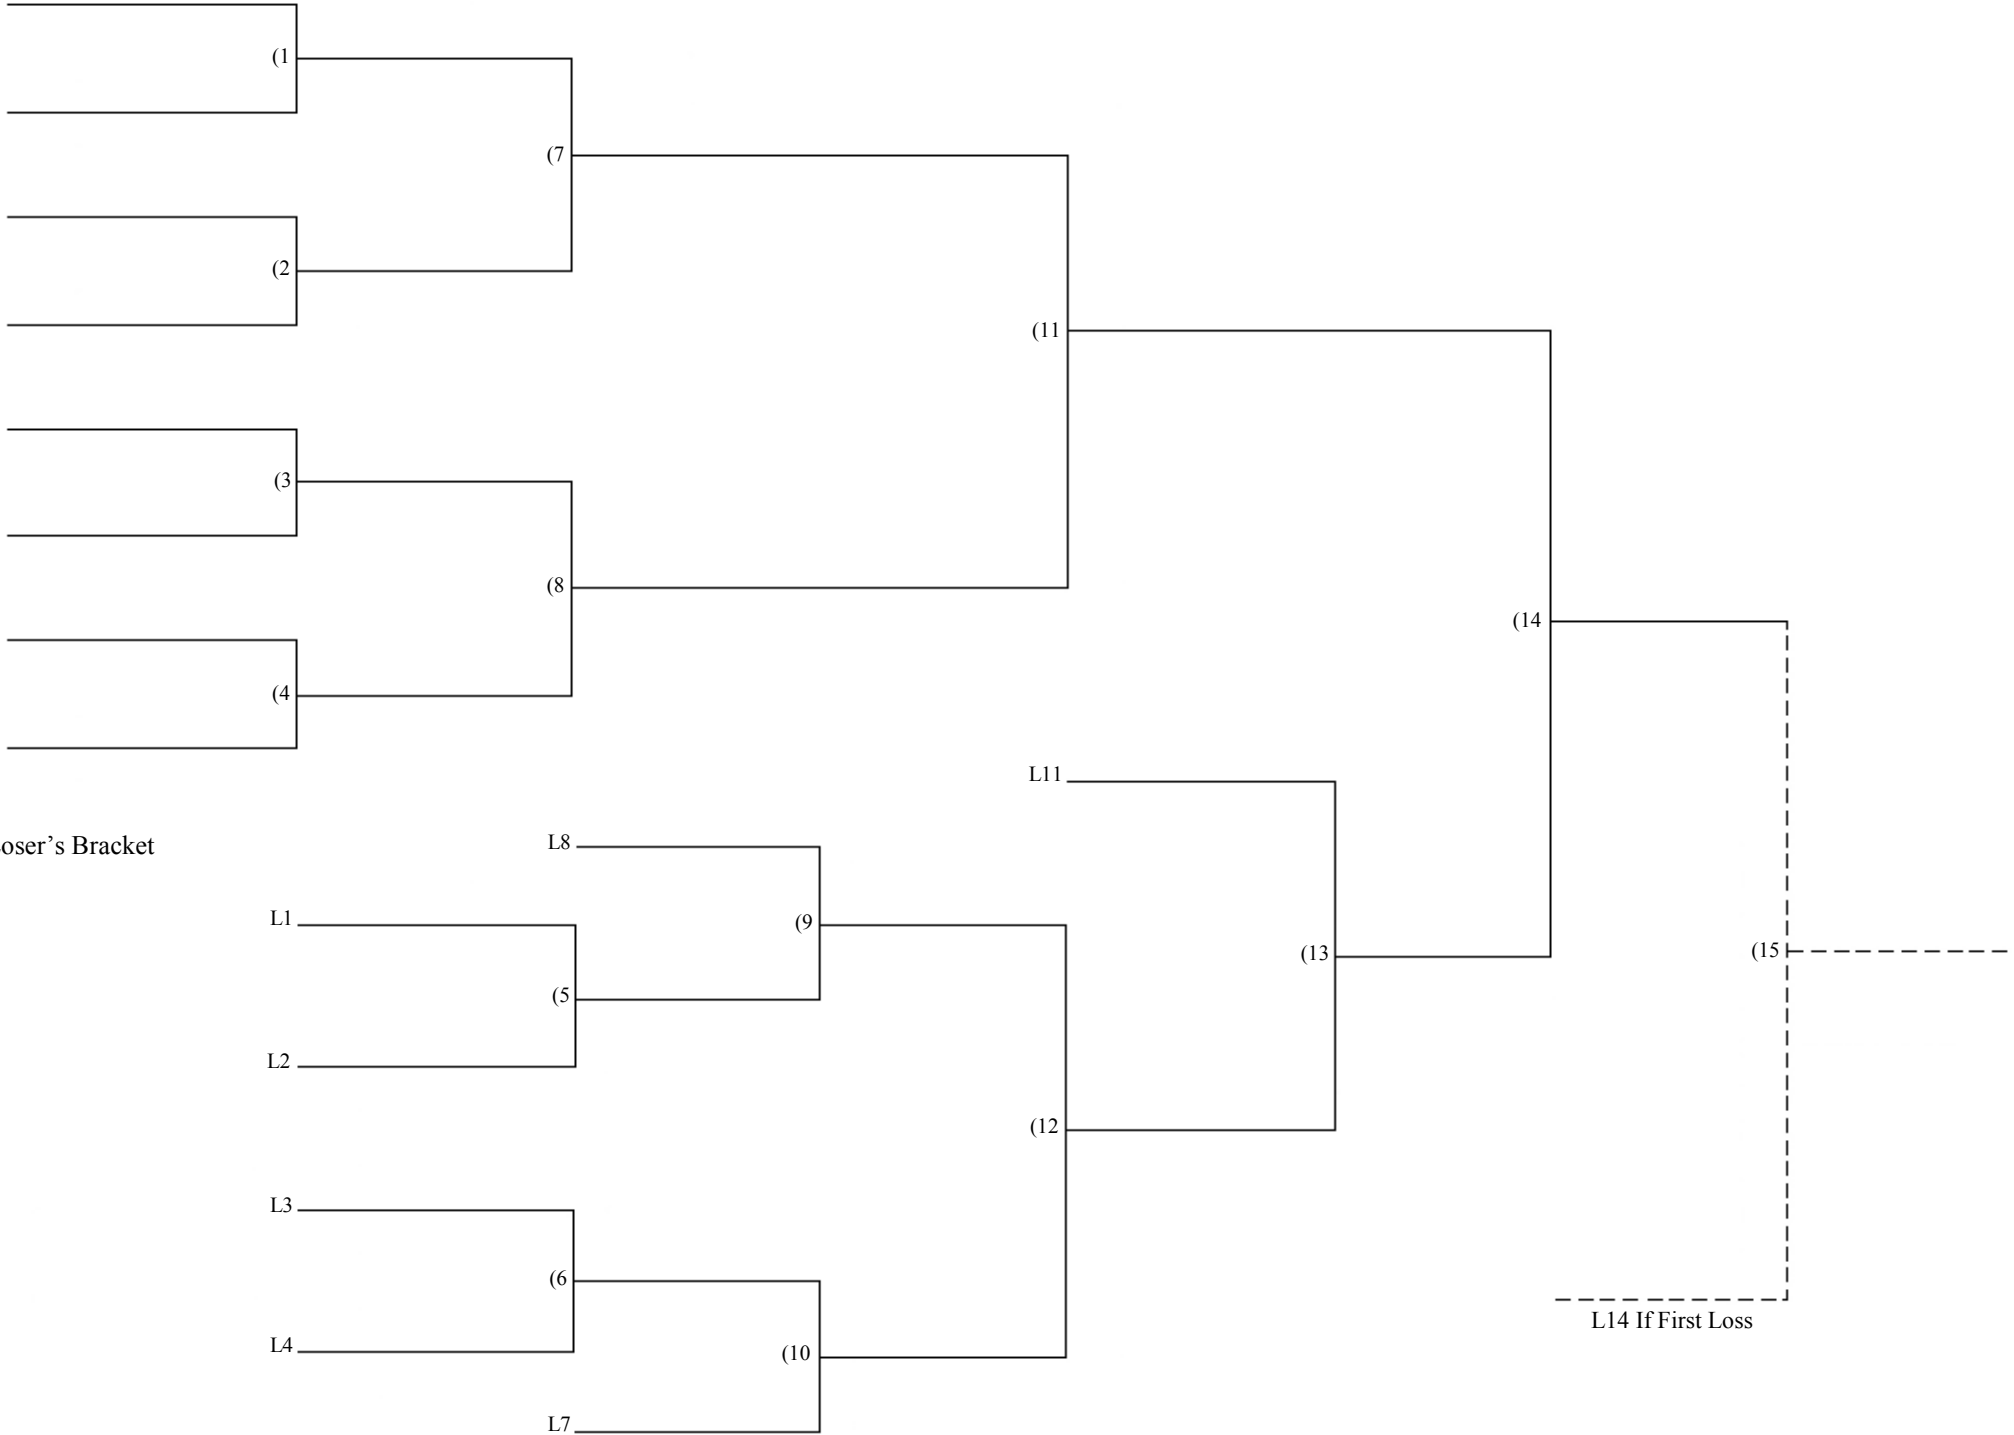 (1
(7
(2
(11
(3
(8
(14
(4
L11
oser’s Bracket
L8
L1
(9
(13
(15
(5
L2
(12
L3
(6
L14 If First Loss
L4
(10
L7